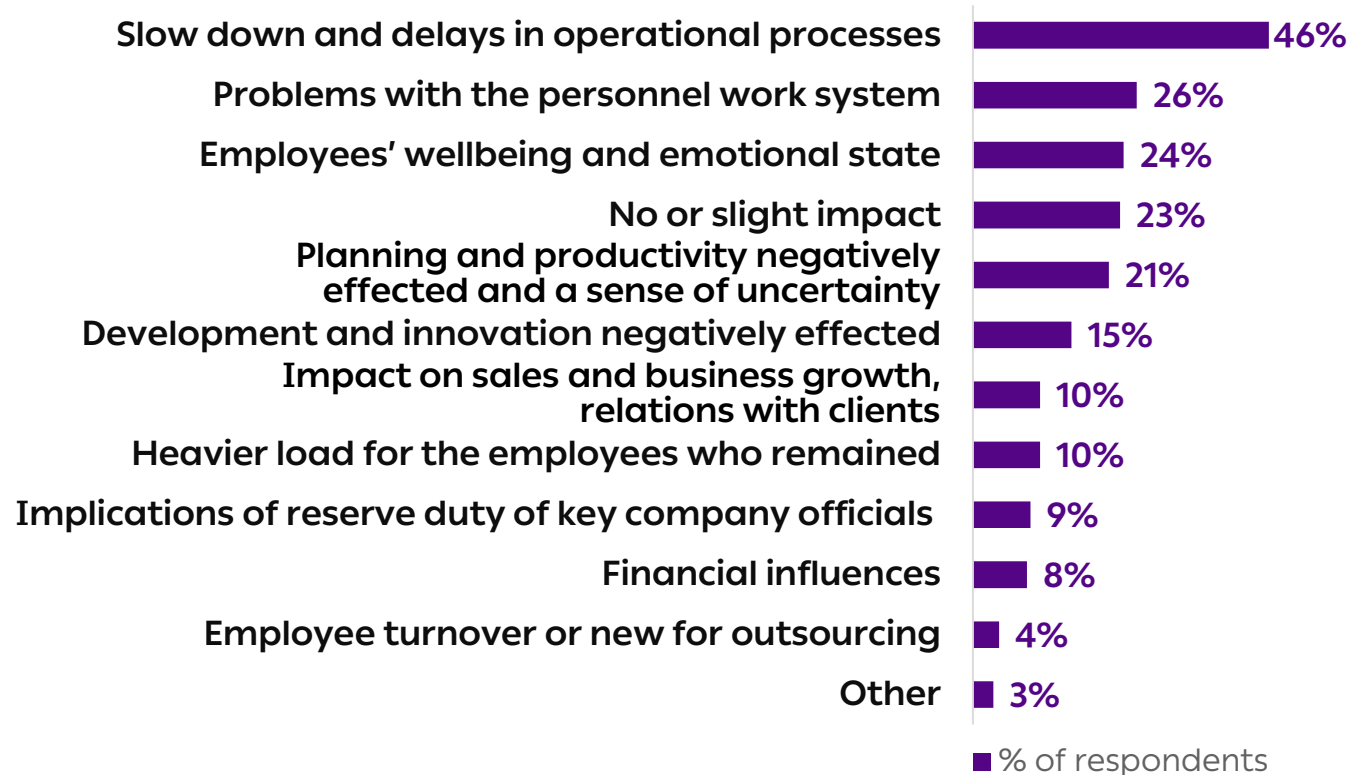 Slow down and delays in operational processes 46%
Problems with the personnel work system 26%
Employees’ wellbeing and emotional state 24%
No or slight impact 23%
Planning and productivity negatively
effected and a sense of uncertainty 21%
Development and innovation negatively effected 15%
Impact on sales and business growth,
relations with clients 10%
Heavier load for the employees who remained 10%
Implications of reserve duty of key company officials 9%
Financial influences 8%
Employee turnover or new for outsourcing 4%
Other 3%
% of respondents